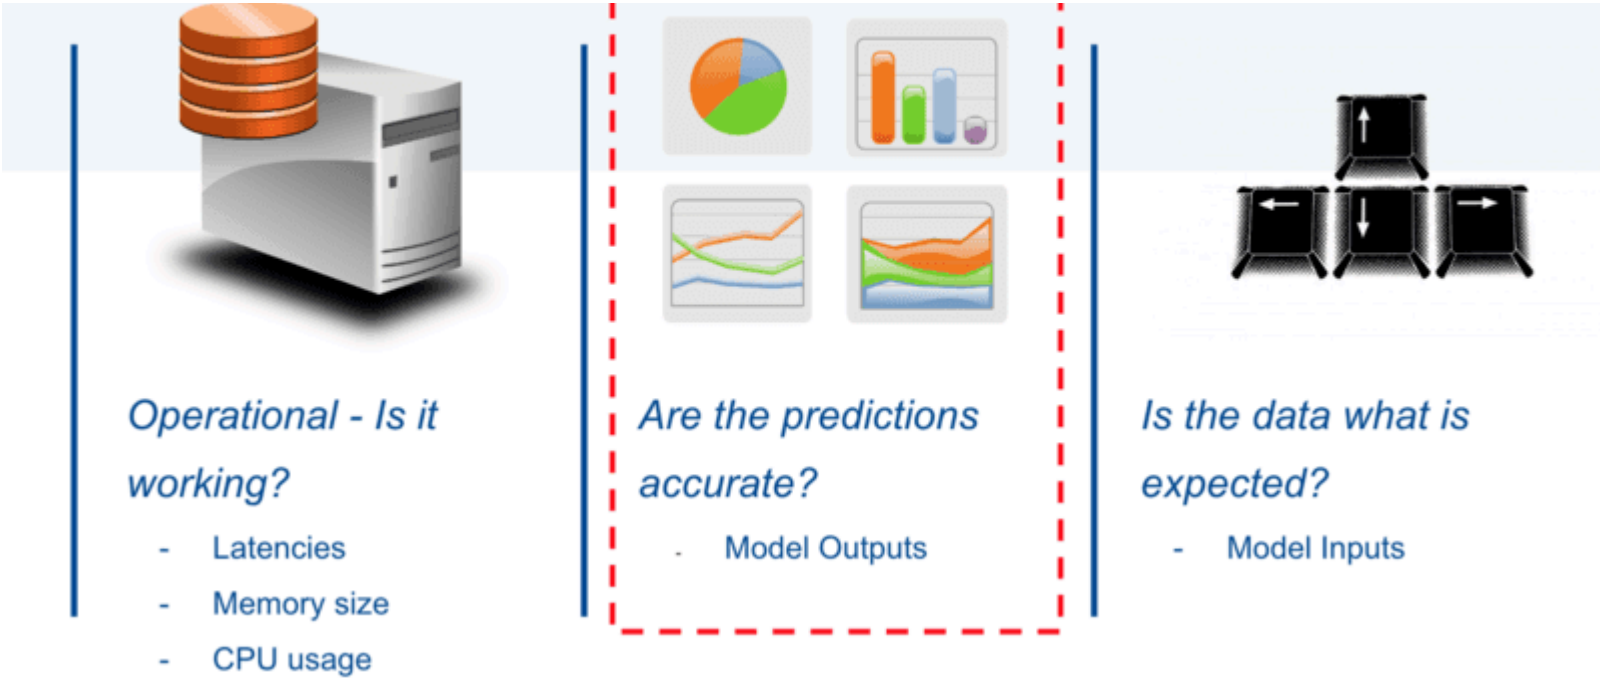 Operational - Is it
working?
- Latencies
- Memory size
- CPU usage
Are the predictions
accurate?
- Model Outputs
Is the data what is
expected?
- Model Inputs